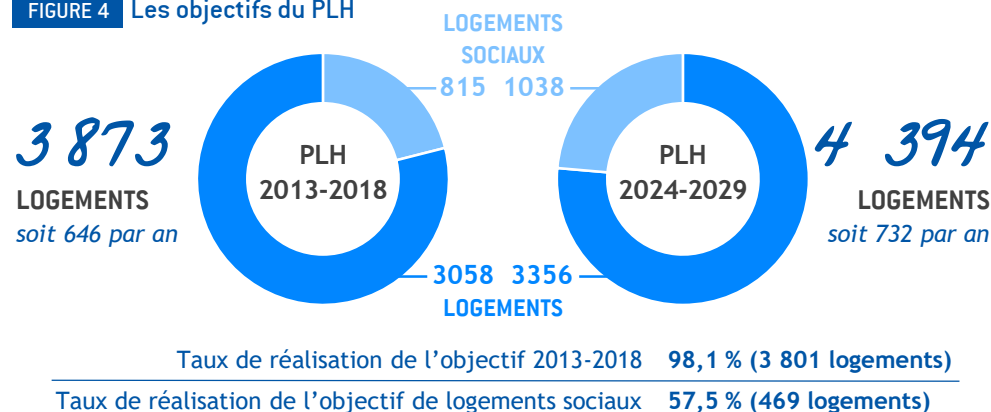 FIGURE 4 Les objectifs du PLH
LOGEMENTS
SOCIAUX
815 1038
3 873
LOGEMENTS
soit 646 par an
PLH
2013-2018
PLH
2024-2029
4 394
LOGEMENTS
soit 732 par an
3058 3356
LOGEMENTS
Taux de réalisation de l’objectif 2013-2018 98,1 % (3 801 logements)
Taux de réalisation de l’objectif de logements sociaux 57,5 % (469 logements)